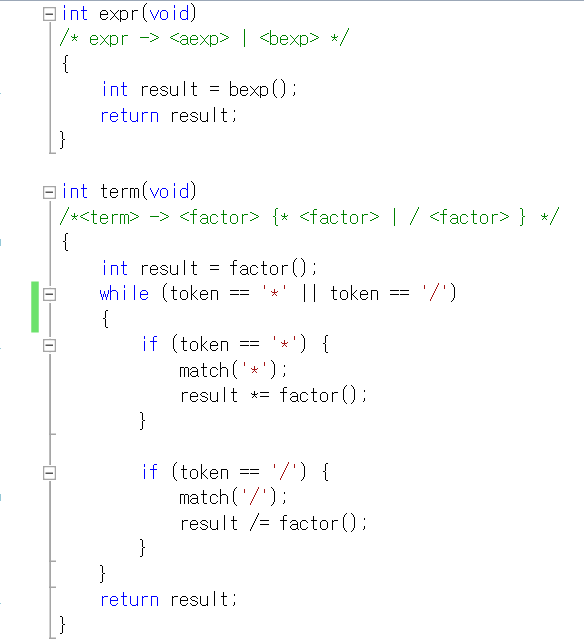 int expr(void)
/* expr -> <aexp> | <bexp> */
{
int result = bexp();
return result;
}
int term(void)
/*<term> -> <factor> {* <factor> | / <factor> } */
{
int result = factor();
while (token == '*' || token == '/')
{
if (token == '*') {
match('*');
result *= factor();
}
if (token == '/') {
match('/');
result /= factor();
}
}
return result;
}